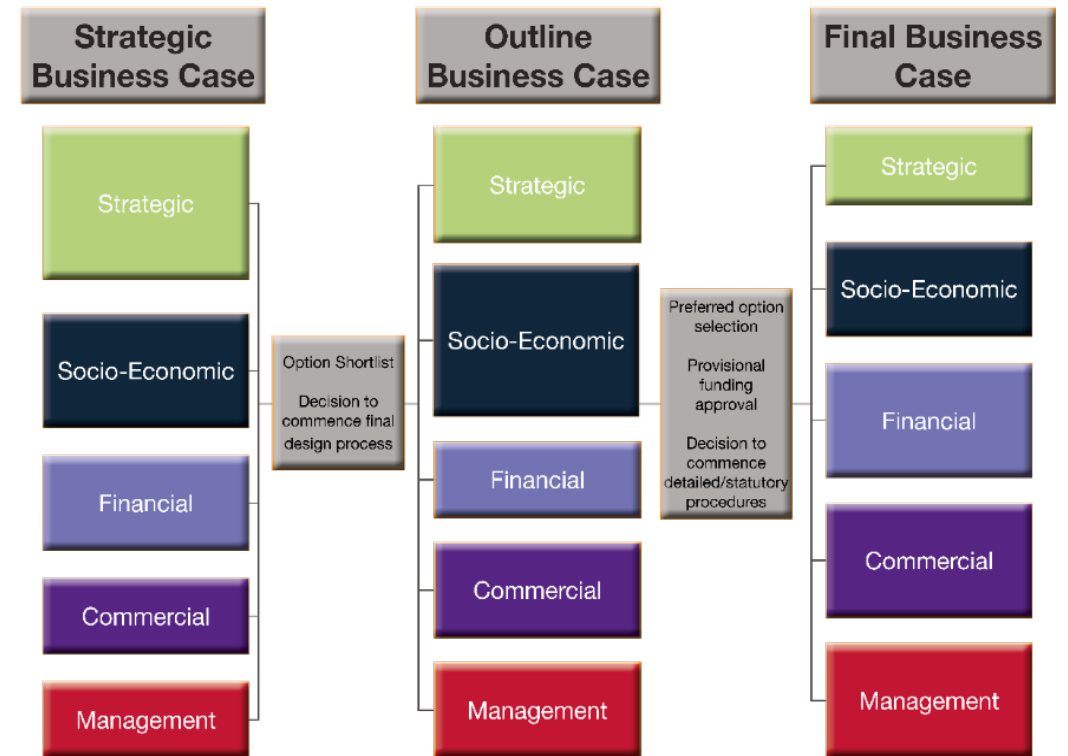 Strategic
Business Case
Outline
Business Case
Final Business
Case
Strategic
Socio-Economic
Financial
Commercial
Management
Option Shortlist
Decision to
commence final
design process
Strategic
Socio-Economic
Financial
Commercial
Management
Preferred option
selection
Provisional
funding
approval
Decision to
commence
detailed/statutory
procedures
Strategic
Socio-Economic
Financial
Commercial
Management